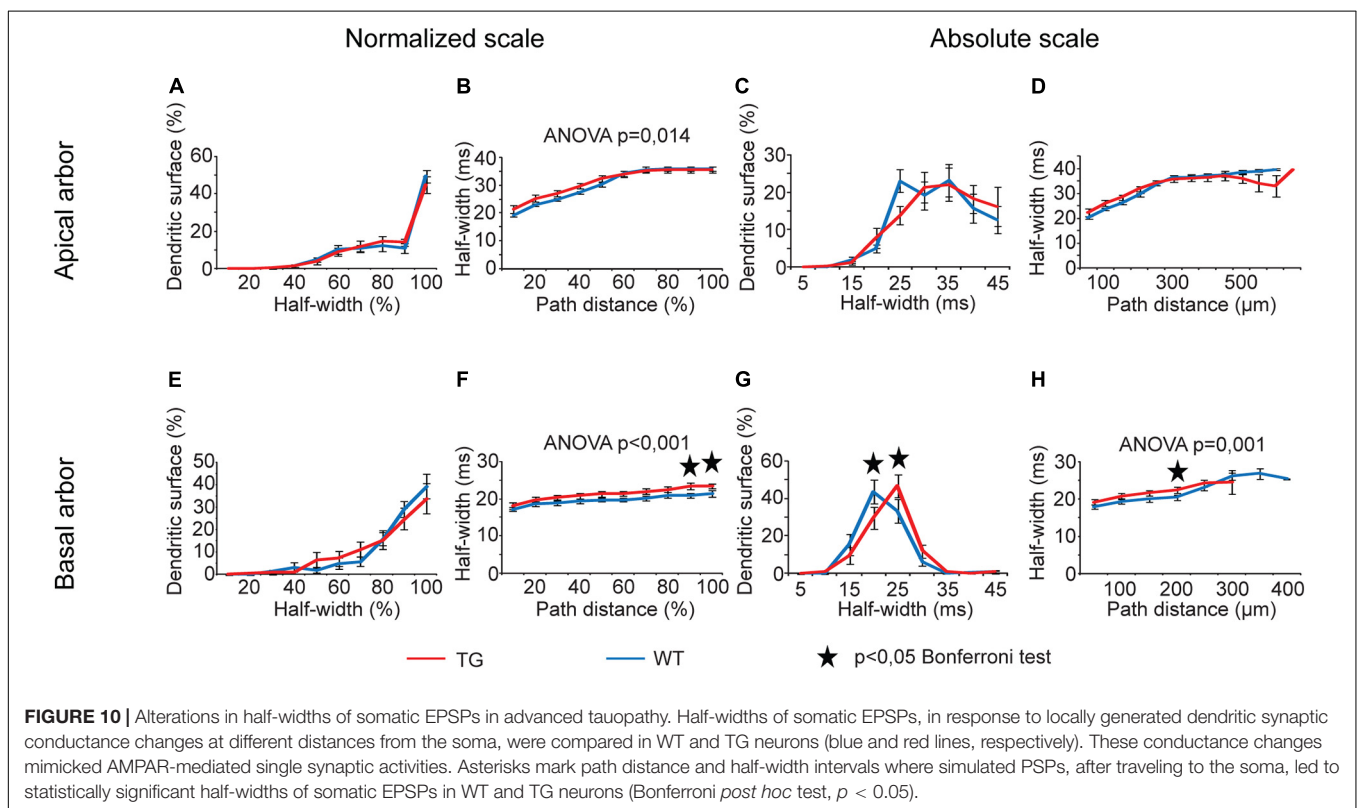 Normalized scale
Absolute scale
Apical arbor
A
Dendritic surface (%)
60
40
20
0
20 40 60 80 100
Half-width (%)
B
ANOVA p=0,014
Half-width (ms)
40
30
20
10
0
20 40 60 80 100
Path distance (%)
C
Dendritic surface (%)
30
20
10
0
5 15 25 35 45
Half-width (ms)
D
Half-width (ms)
40
30
20
10
0
100 300 500
Path distance (µm)
Basal arbor
E
Dendritic surface (%)
50
40
30
20
10
0
20 40 60 80 100
Half-width (%)
F
ANOVA p<0,001
Half-width (ms)
30
20
10
0
20 40 60 80 100
Path distance (%)
G
Dendritic surface (%)
60
40
20
0
5 15 25 35 45
Half-width (ms)
H
ANOVA p=0,001
Half-width (ms)
30
20
10
0
100 200 300 400
Path distance (µm)
TG
WT
★ p<0,05 Bonferroni test
FIGURE 10 | Alterations in half-widths of somatic EPSPs in advanced tauopathy. Half-widths of somatic EPSPs, in response to locally generated dendritic synaptic
conductance changes at different distances from the soma, were compared in WT and TG neurons (blue and red lines, respectively). These conductance changes
mimicked AMPAR-mediated single synaptic activities. Asterisks mark path distance and half-width intervals where simulated PSPs, after traveling to the soma, led to
statistically significant half-widths of somatic EPSPs in WT and TG neurons (Bonferroni post hoc test, p < 0.05).